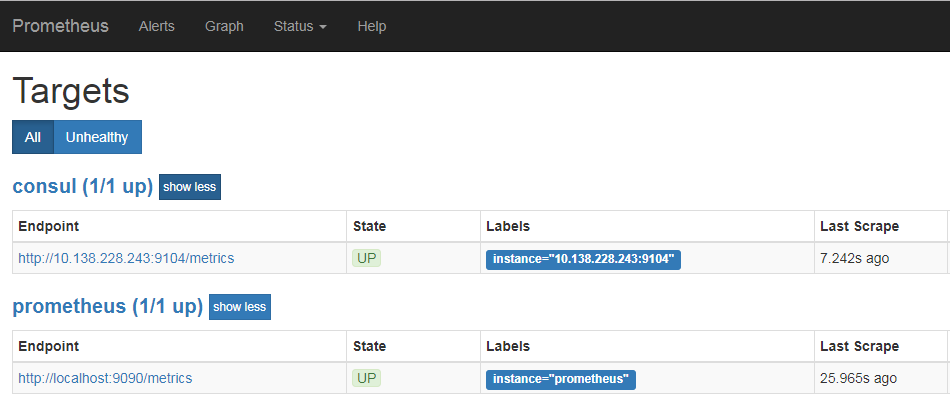 Prometheus Alerts Graph Status Help
Targets
All Unhealthy
consul (1/1 up) show less
Endpoint State Labels Last Scrape
http://10.138.228.243:9104/metrics UP instance="10.138.228.243:9104" 7.242s ago
prometheus (1/1 up) show less
Endpoint State Labels Last Scrape
http://localhost:9090/metrics UP instance="prometheus" 25.965s ago